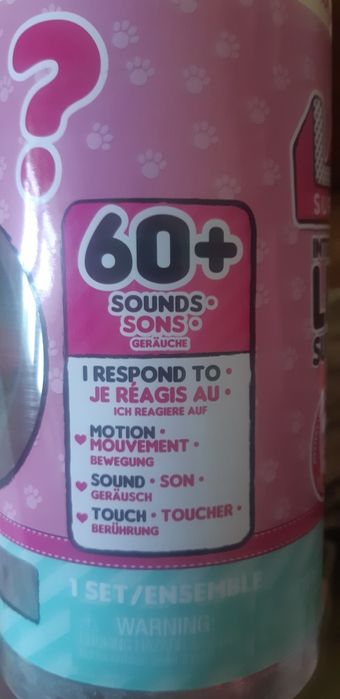 ?
60+
SOUNDS •
SONS •
GERÄUCHE
I RESPOND TO •
JE RÉAGIS AU •
ICH REAGIERE AUF
♥ MOTION •
MOUVEMENT •
BEWEGUNG
♥ SOUND • SON •
GERÄUSCH
♥ TOUCH • TOUCHER •
BERÜHRUNG
1 SET/ENSEMBLE
WARNING: